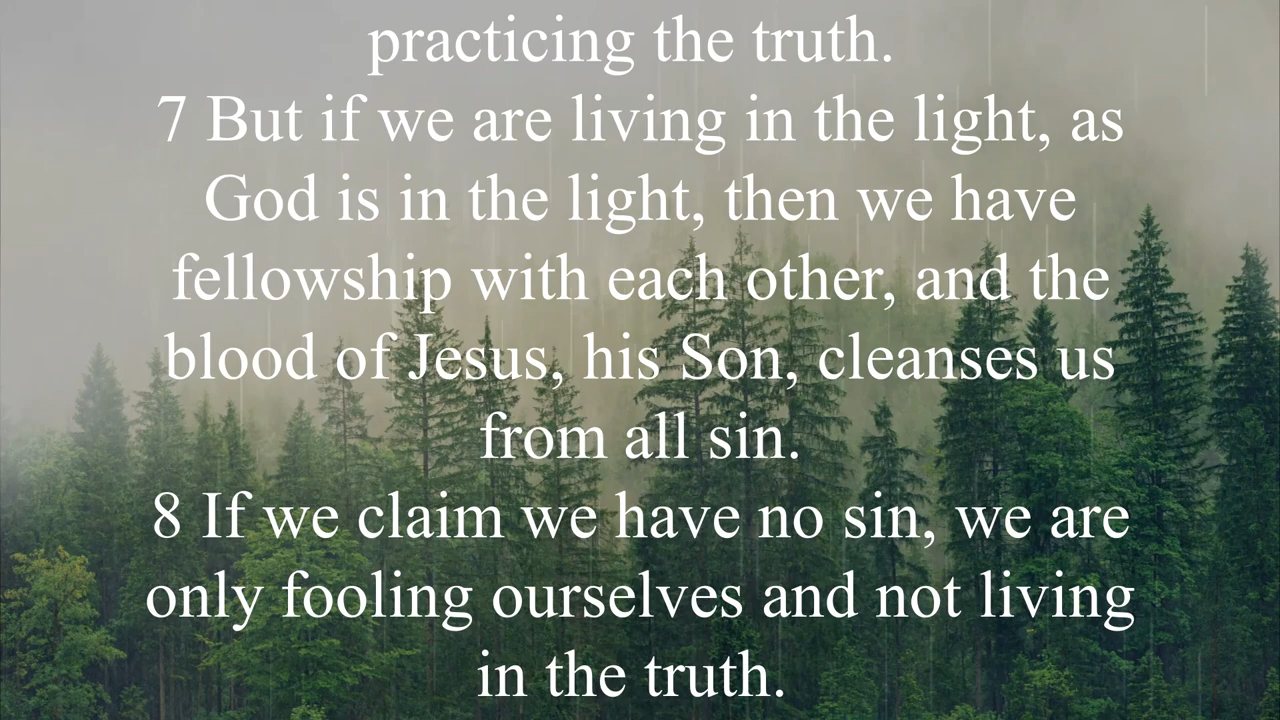 practicing the truth.
7 But if we are living in the light, as
God is in the light, then we have
fellowship with each other, and the
blood of Jesus, his Son, cleanses us
from all sin.
8 If we claim we have no sin, we are
only fooling ourselves and not living
in the truth.